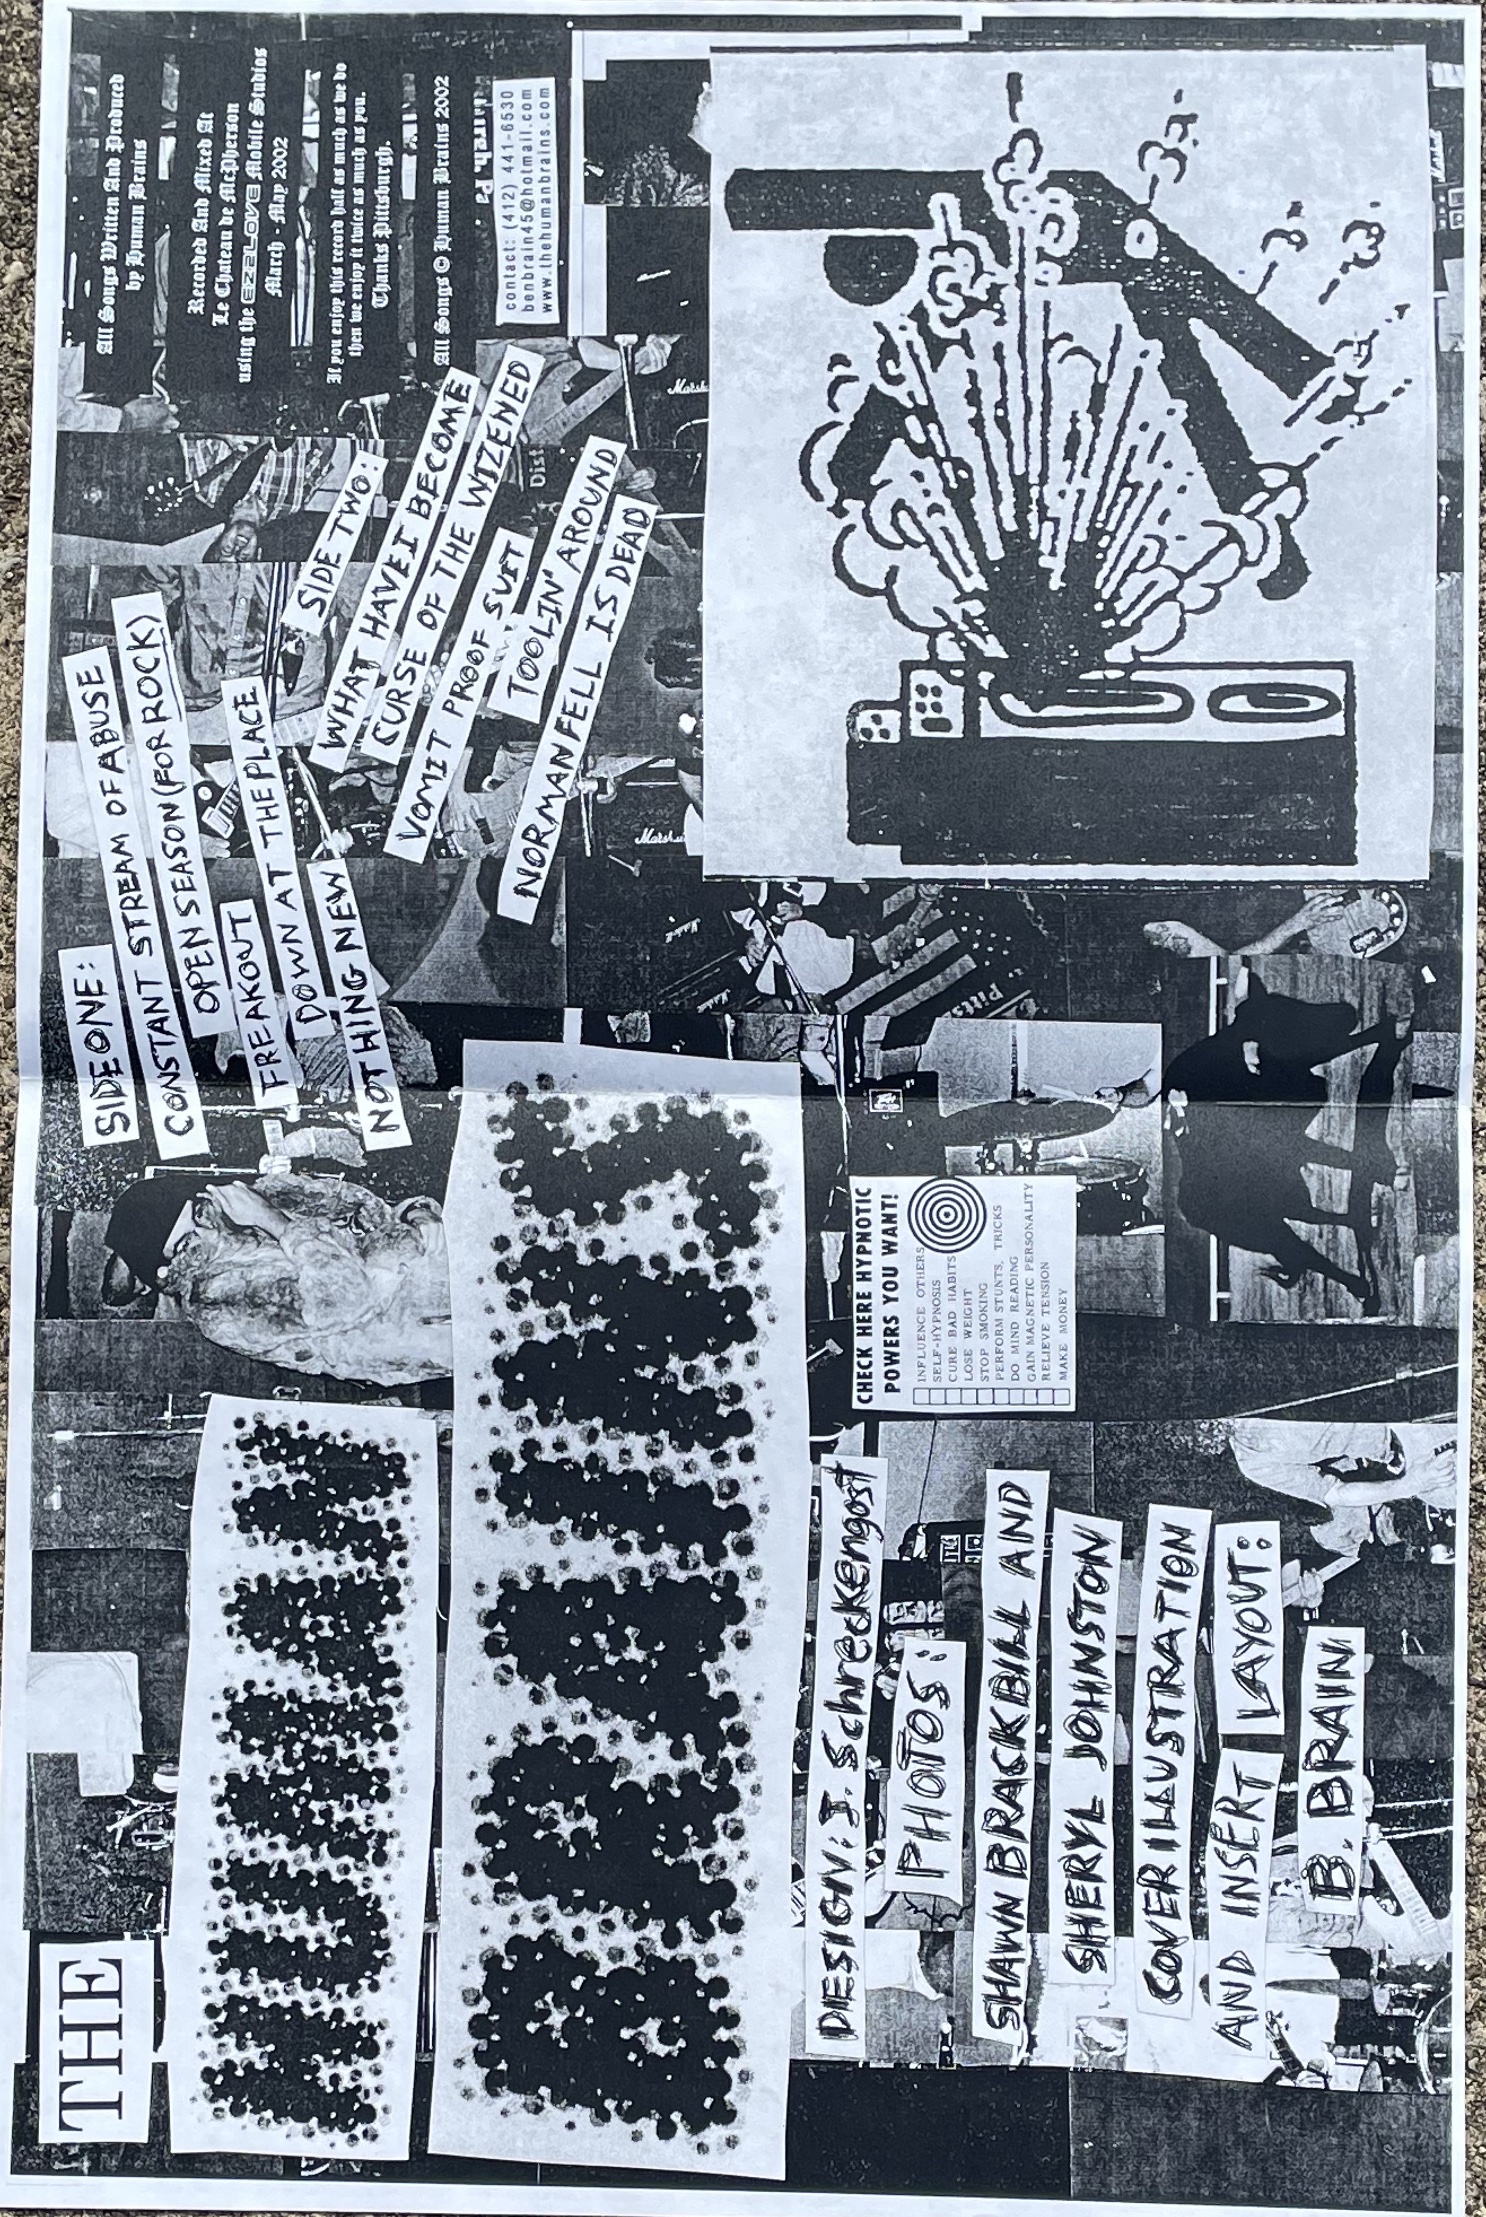 THE
HUMAN
BRAINS
SIDE ONE:
CONSTANT STREAM OF ABUSE
OPEN SEASON (FOR ROCK)
FREAKOUT
DOWN AT THE PLACE
NOTHING NEW
SIDE TWO:
WHAT HAVE I BECOME
CURSE OF THE WIZENED
VOMIT PROOF SUIT
TOOLIN' AROUND
NORMAN FELL IS DEAD
All Songs Written And Produced
by Human Brains
Recorded And Mixed At
Le Chateau de McPherson
using the EZ2LOVE Mobile Studios
March - May 2002
If you enjoy this record half as much as we do
then we enjoy it twice as much as you.
Thanks Pittsburgh.
All Songs © Human Brains 2002
contact: (412) 441-6530
benbrain45@hotmail.com
www.thehumanbrains.com
Dist
Marshall
Pitts
CHECK HERE HYPNOTIC
POWERS YOU WANT!
INFLUENCE OTHERS
SELF-HYPNOSIS
CURE BAD HABITS
LOSE WEIGHT
STOP SMOKING
PERFORM STUNTS, TRICKS
DO MIND READING
GAIN MAGNETIC PERSONALITY
RELIEVE TENSION
MAKE MONEY
DESIGN: J. Schreckengost
PHOTOS:
SHAWN BRACKBILL AND
SHERYL JOHNSTON
COVER ILLUSTRATION
AND INSERT LAYOUT:
B. BRAIN